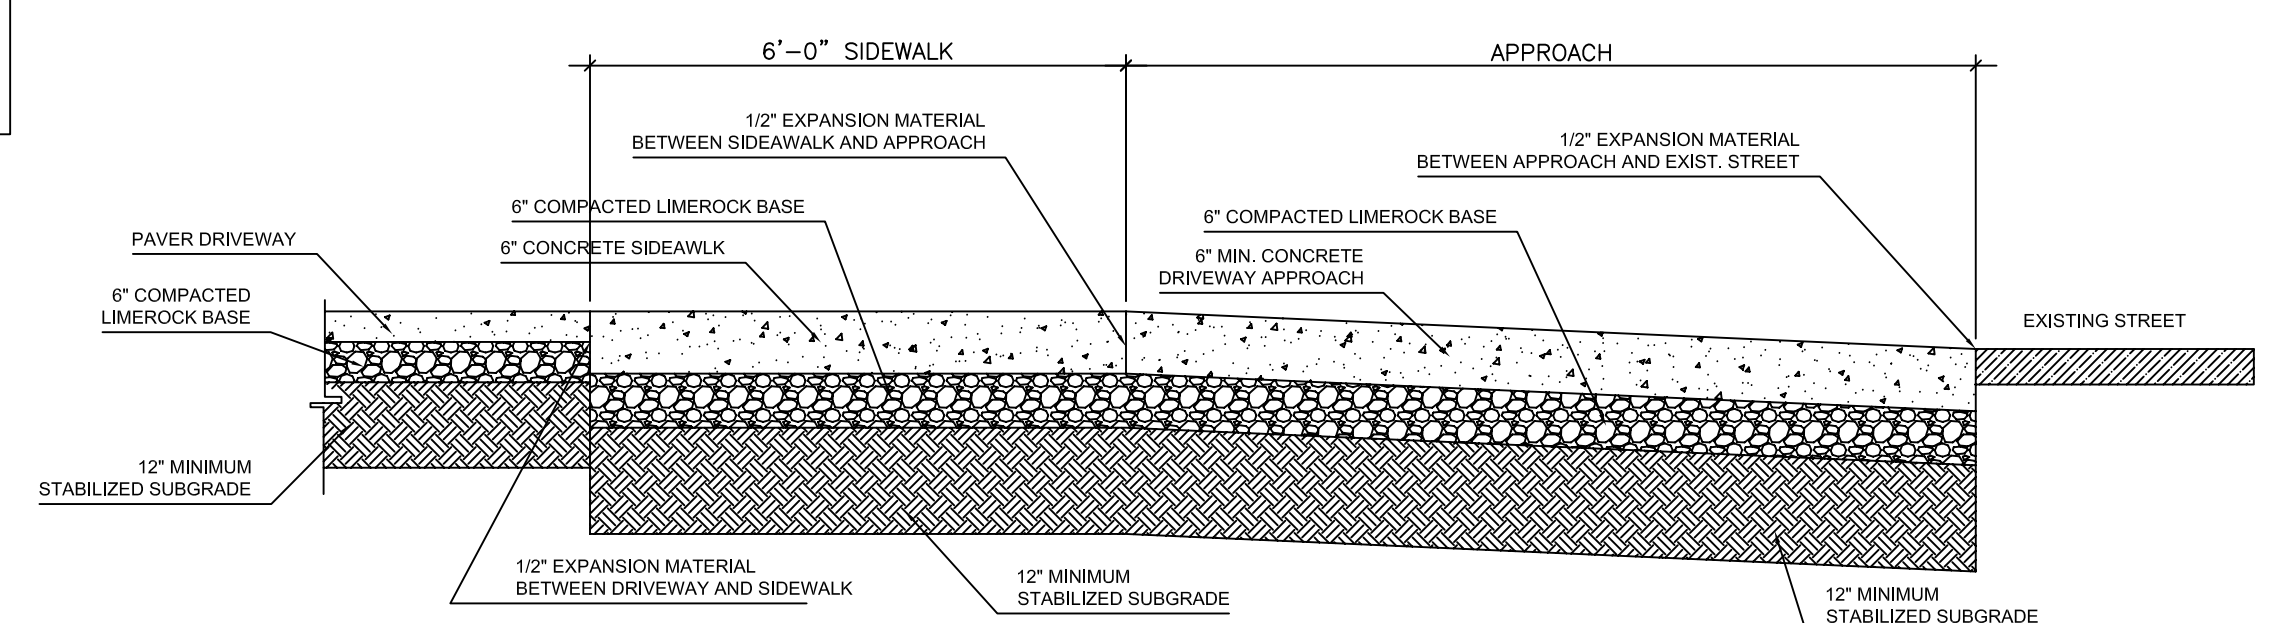 6'-0" SIDEWALK
APPROACH
1/2" EXPANSION MATERIAL
BETWEEN SIDEAWALK AND APPROACH
1/2" EXPANSION MATERIAL
BETWEEN APPROACH AND EXIST. STREET
6" COMPACTED LIMEROCK BASE
6" COMPACTED LIMEROCK BASE
PAVER DRIVEWAY
6" CONCRETE SIDEAWLK
6" MIN. CONCRETE
DRIVEWAY APPROACH
6" COMPACTED
LIMEROCK BASE
EXISTING STREET
12" MINIMUM
STABILIZED SUBGRADE
1/2" EXPANSION MATERIAL
BETWEEN DRIVEWAY AND SIDEWALK
12" MINIMUM
STABILIZED SUBGRADE
12" MINIMUM
STABILIZED SUBGRADE